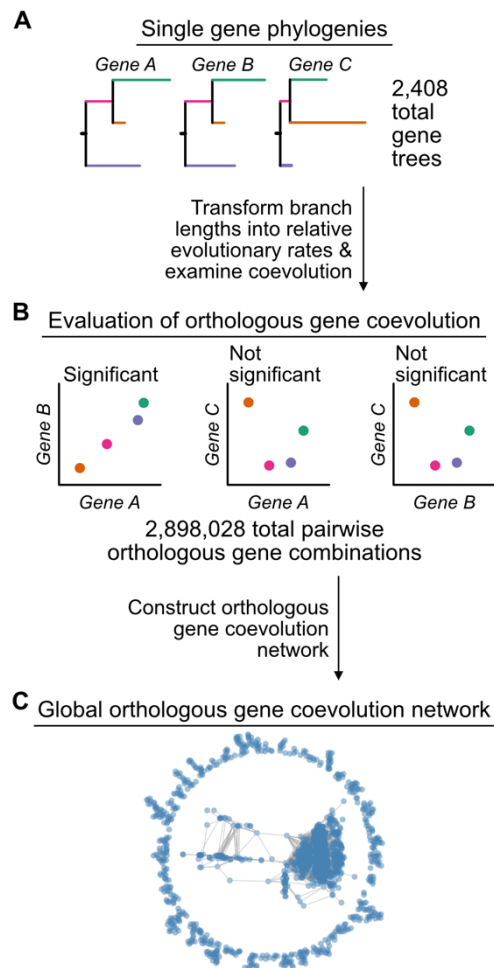 A
Single gene phylogenies
Gene A Gene B Gene C
2,408
total
gene
trees
Transform branch
lengths into relative
evolutionary rates &
examine coevolution
B
Evaluation of orthologous gene coevolution
Significant
Not
significant
Not
significant
Gene B
Gene A
Gene C
Gene A
Gene C
Gene B
2,898,028 total pairwise
orthologous gene combinations
Construct orthologous
gene coevolution
network
C
Global orthologous gene coevolution network